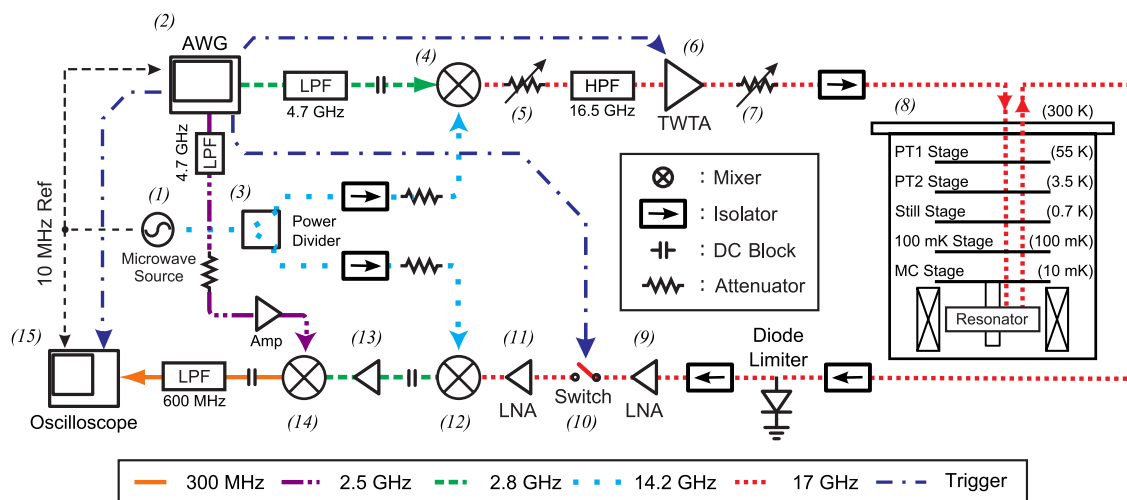 (2)
AWG
(4)
(6)
LPF
4.7 GHz
(5)
HPF
16.5 GHz
TWTA
(7)
(8)
(300 K)
PT1 Stage (55 K)
PT2 Stage (3.5 K)
Still Stage (0.7 K)
100 mK Stage (100 mK)
MC Stage (10 mK)
Resonator
4.7 GHz
LPF
(1)
(3)
Microwave
Source
Power
Divider
10 MHz Ref
: Mixer
: Isolator
: DC Block
: Attenuator
Amp
(15)
Oscilloscope
LPF
600 MHz
(14)
(13)
(12)
(11)
LNA
Switch
(10)
(9)
LNA
Diode
Limiter
300 MHz 2.5 GHz 2.8 GHz 14.2 GHz 17 GHz Trigger